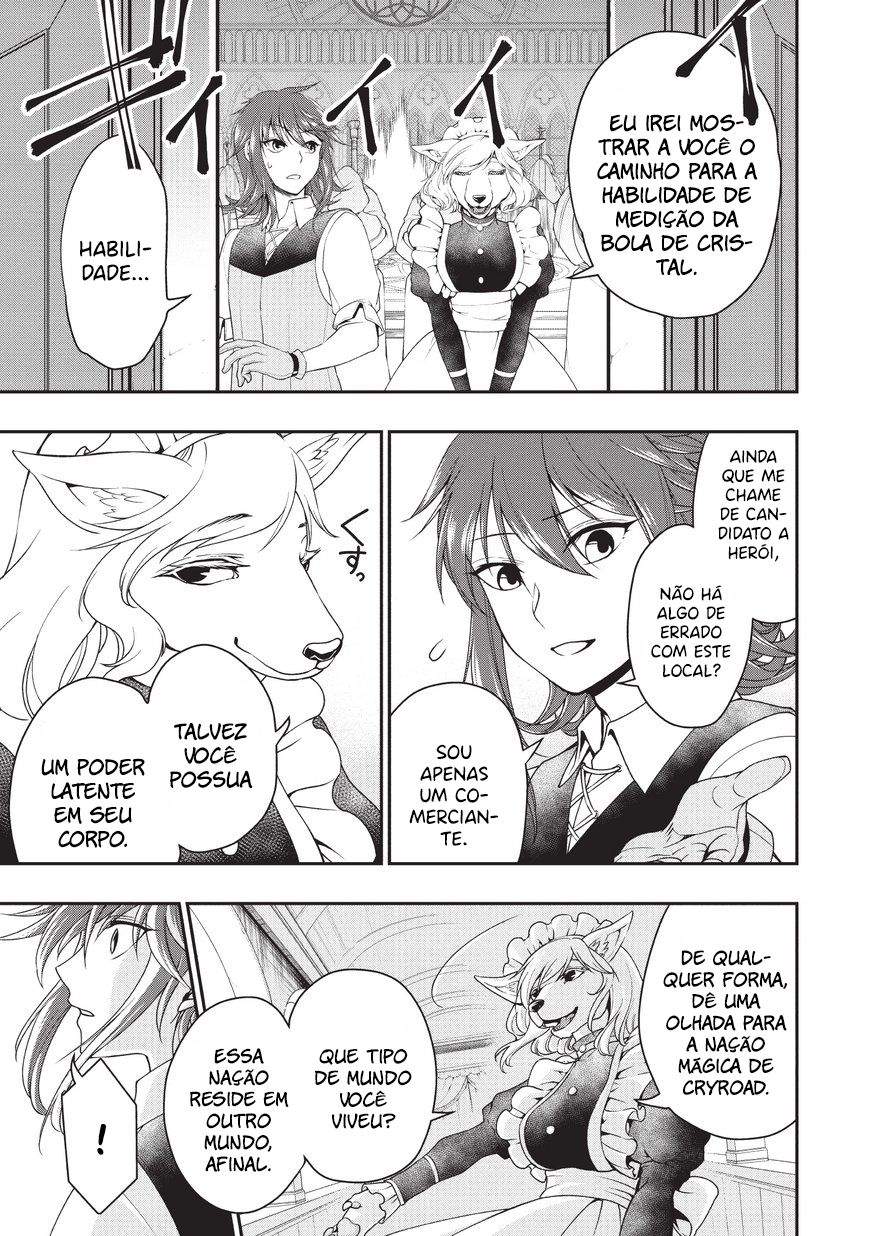 ギィイイ
EU IREI MOS-
TRAR A VOCÊ O
CAMINHO PARA A
HABILIDADE DE
MEDIÇÃO DA
BOLA DE CRIS-
TAL.
HABILI-
DADE...
AINDA
QUE ME
CHAME
DE CAN-
DIDATO A
HERÓI,
NÃO HÁ
ALGO DE
ERRADO
COM ESTE
LOCAL?
SOU
APENAS
UM CO-
MERCIAN-
TE.
くすっ
TALVEZ
VOCÊ
POSSUA
UM PODER
LATENTE
EM SEU
CORPO.
DE QUAL-
QUER FORMA,
DÊ UMA
OLHADA PARA
A NAÇÃO
MÁGICA DE
CRYROAD.
QUE TIPO
DE MUNDO
VOCÊ
VIVEU?
ESSA
NAÇÃO
RESIDE EM
OUTRO
MUNDO,
AFINAL.
!